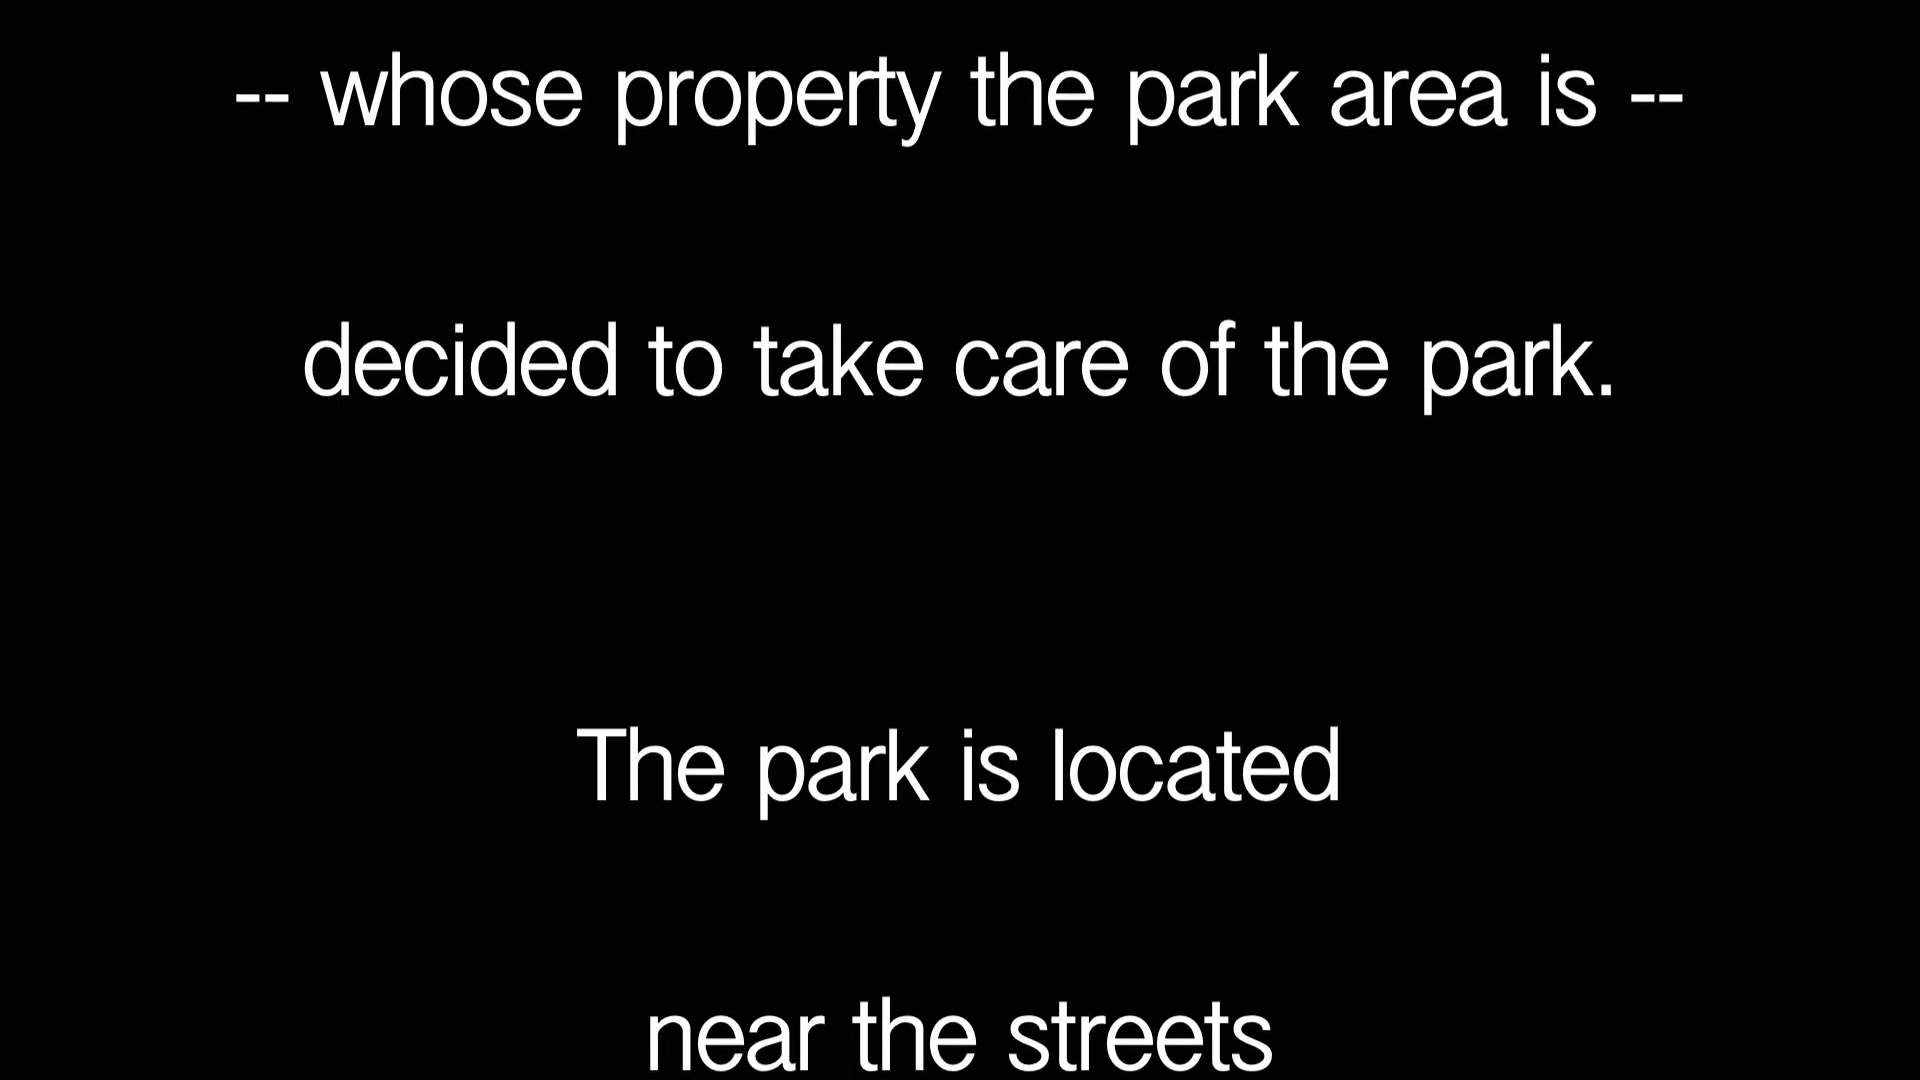 -- whose property the park area is --
decided to take care of the park.
The park is located
near the streets